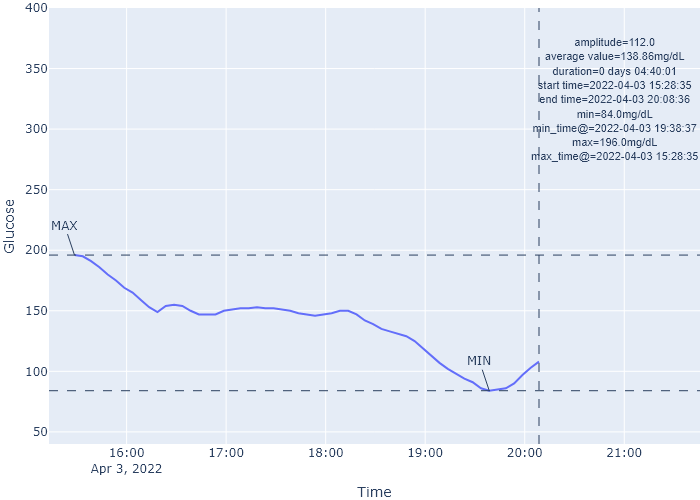 400
350
300
250
200
150
100
50
Glucose
amplitude=112.0
average value=138.86mg/dL
duration=0 days 04:40:01
start time=2022-04-03 15:28:35
end time=2022-04-03 20:08:36
min=84.0mg/dL
min_time@=2022-04-03 19:38:37
max=196.0mg/dL
max_time@=2022-04-03 15:28:35
MAX
MIN
16:00 17:00 18:00 19:00 20:00 21:00
Apr 3, 2022
Time